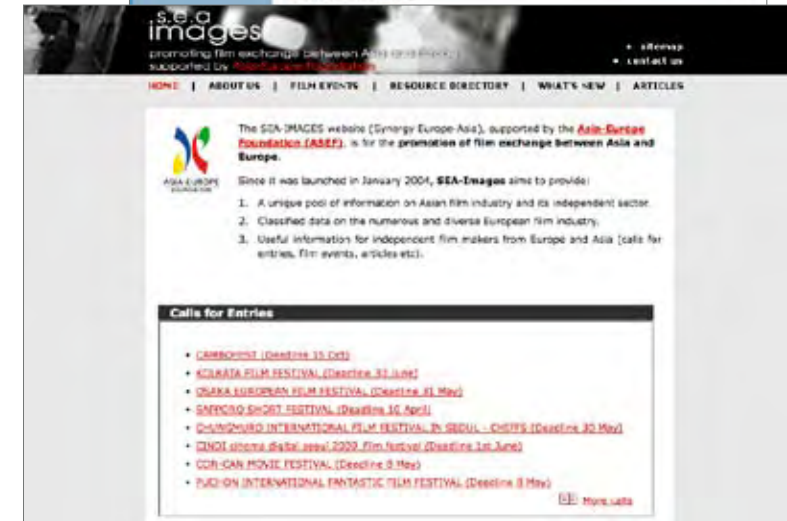 .s.e.a
images
promoting film exchange between Asia and Europe
supported by Asia-Europe Foundation
sitemap
contact us
HOME | ABOUT US | FILM EVENTS | RESOURCE DIRECTORY | WHAT'S NEW | ARTICLES
ASIA-EUROPE
FOUNDATION
The SEA-IMAGES website (Synergy Europe-Asia), supported by the Asia-Europe
Foundation (ASEF), is for the promotion of film exchange between Asia and
Europe.
Since it was launched in January 2004, SEA-Images aims to provide:
1. A unique pool of information on Asian film industry and its independent sector.
2. Classified data on the numerous and diverse European film industry.
3. Useful information for independent film makers from Europe and Asia (calls for
entries, film events, articles etc).
Calls for Entries
• CAMBOFEST (Deadline 15 Oct)
• KOLKATA FILM FESTIVAL (Deadline June)
• OSAKA EUROPEAN FILM FESTIVAL (Deadline 31 May)
• SAPPORO SHORT FESTIVAL (Deadline 10 April)
• CHUNGMURO INTERNATIONAL FILM FESTIVAL IN SEOUL - CHIFFS (Deadline 30 May)
• CINDI cinema digital seoul 2009 film festival (Deadline 1st June)
• CON-CAN MOVIE FESTIVAL (Deadline 8 May)
• PUCHON INTERNATIONAL FANTASTIC FILM FESTIVAL (Deadline 8 May)
More calls